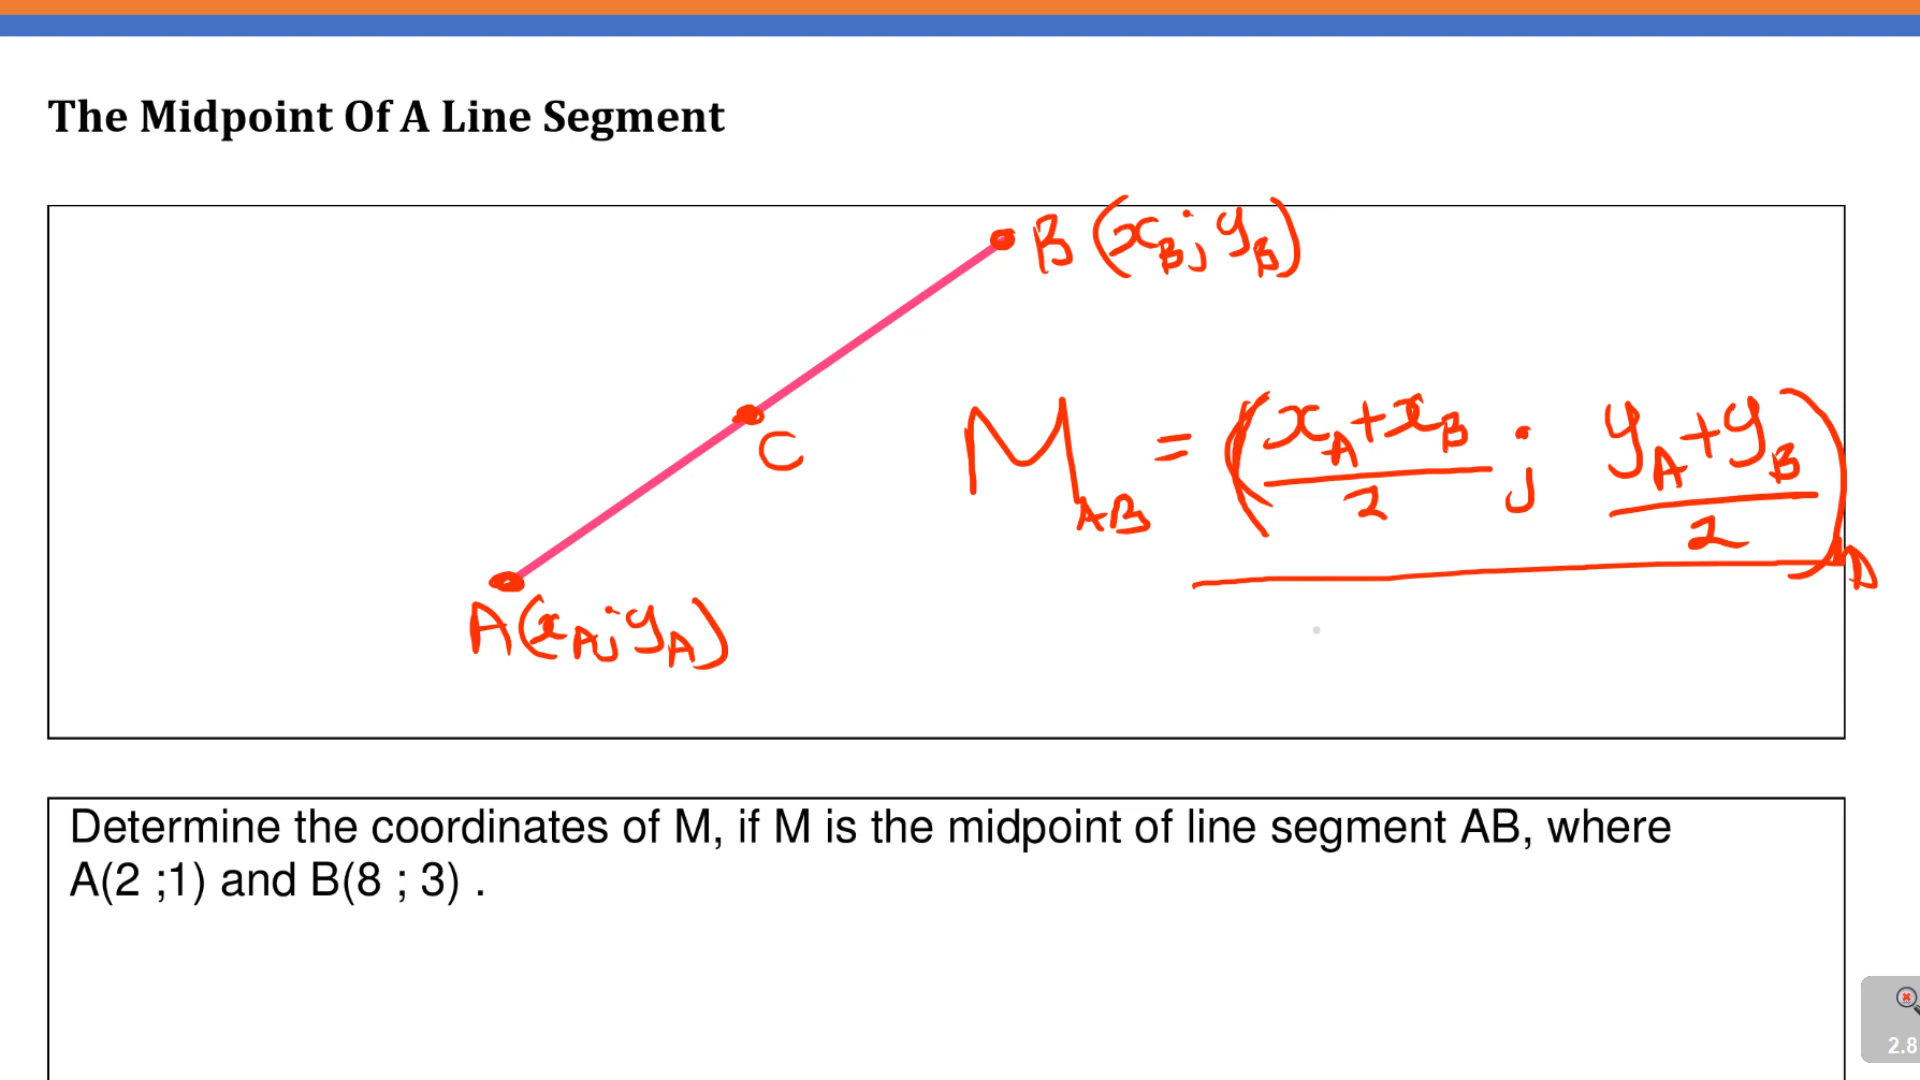 The Midpoint Of A Line Segment
B (x_B ; y_B)
C
M_AB = (x_A + x_B / 2 ; y_A + y_B / 2)
A (x_A ; y_A)
Determine the coordinates of M, if M is the midpoint of line segment AB, where
A(2 ;1) and B(8 ; 3) .
2.8